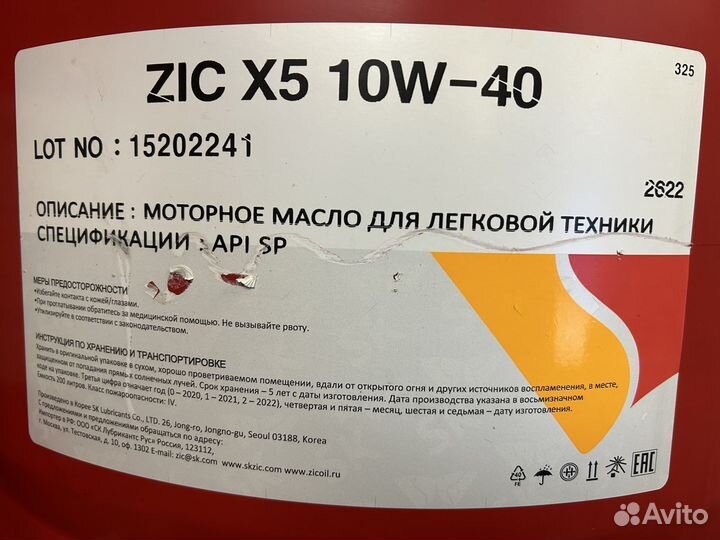 ZIC X5 10W-40
325
LOT NO : 15202241
2622
ОПИСАНИЕ : МОТОРНОЕ МАСЛО ДЛЯ ЛЕГКОВОЙ ТЕХНИКИ
СПЕЦИФИКАЦИИ : API SP
МЕРЫ ПРЕДОСТОРОЖНОСТИ
•Избегайте контакта с кожей/глазами.
•При проглатывании обратитесь за медицинской помощью. Не вызывайте рвоту.
•Утилизируйте в соответствии с законодательством.
ИНСТРУКЦИЯ ПО ХРАНЕНИЮ И ТРАНСПОРТИРОВКЕ
Хранить в оригинальной упаковке в сухом, хорошо проветриваемом помещении, вдали от открытого огня и других источников воспламенения, в месте,
защищенном от попадания прямых солнечных лучей. Срок хранения – 5 лет с даты изготовления. Дата производства указана в восьмизначном
коде на упаковке. Третья цифра означает год (0 – 2020, 1 – 2021, 2 – 2022), четвертая и пятая – месяц, шестая и седьмая – дату изготовления.
Емкость 200 литров. Класс пожароопасности: IV.
Произведено в Корее SK Lubricants Co., LTD. 26, Jong-ro, Jongno-gu, Seoul 03188, Korea
С предложениями и предложениями обращаться по адресу:
Импортер в РФ: ООО «СК Лубрикантс Рус» Россия, 123112,
г. Москва, ул. Тестовская, д. 10, оф. 1302 E-mail: zic@sk.com www.skzic.com www.zicoil.ru
40
FE
EAC
Avito